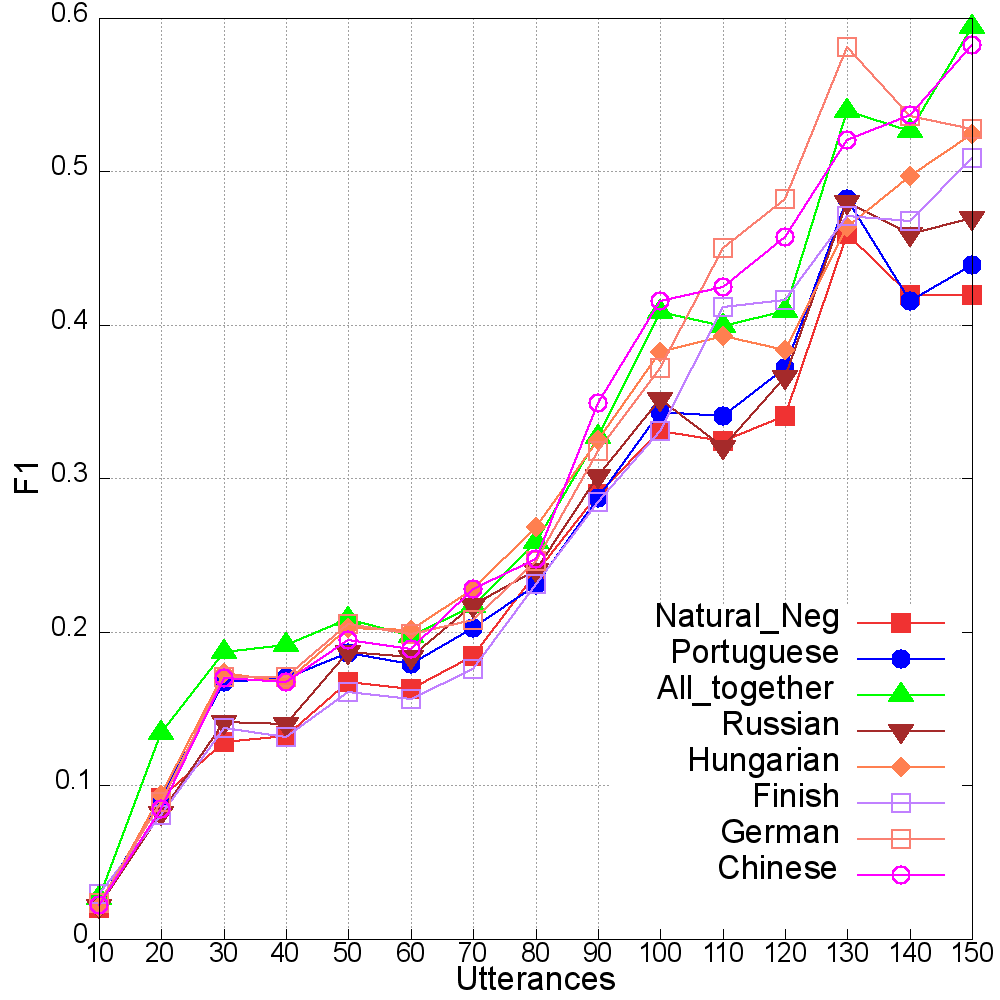 0.6
0.5
0.4
0.3
0.2
0.1
0
F1
10 20 30 40 50 60 70 80 90 100 110 120 130 140 150
Utterances
Natural_Neg
Portuguese
All_together
Russian
Hungarian
Finish
German
Chinese